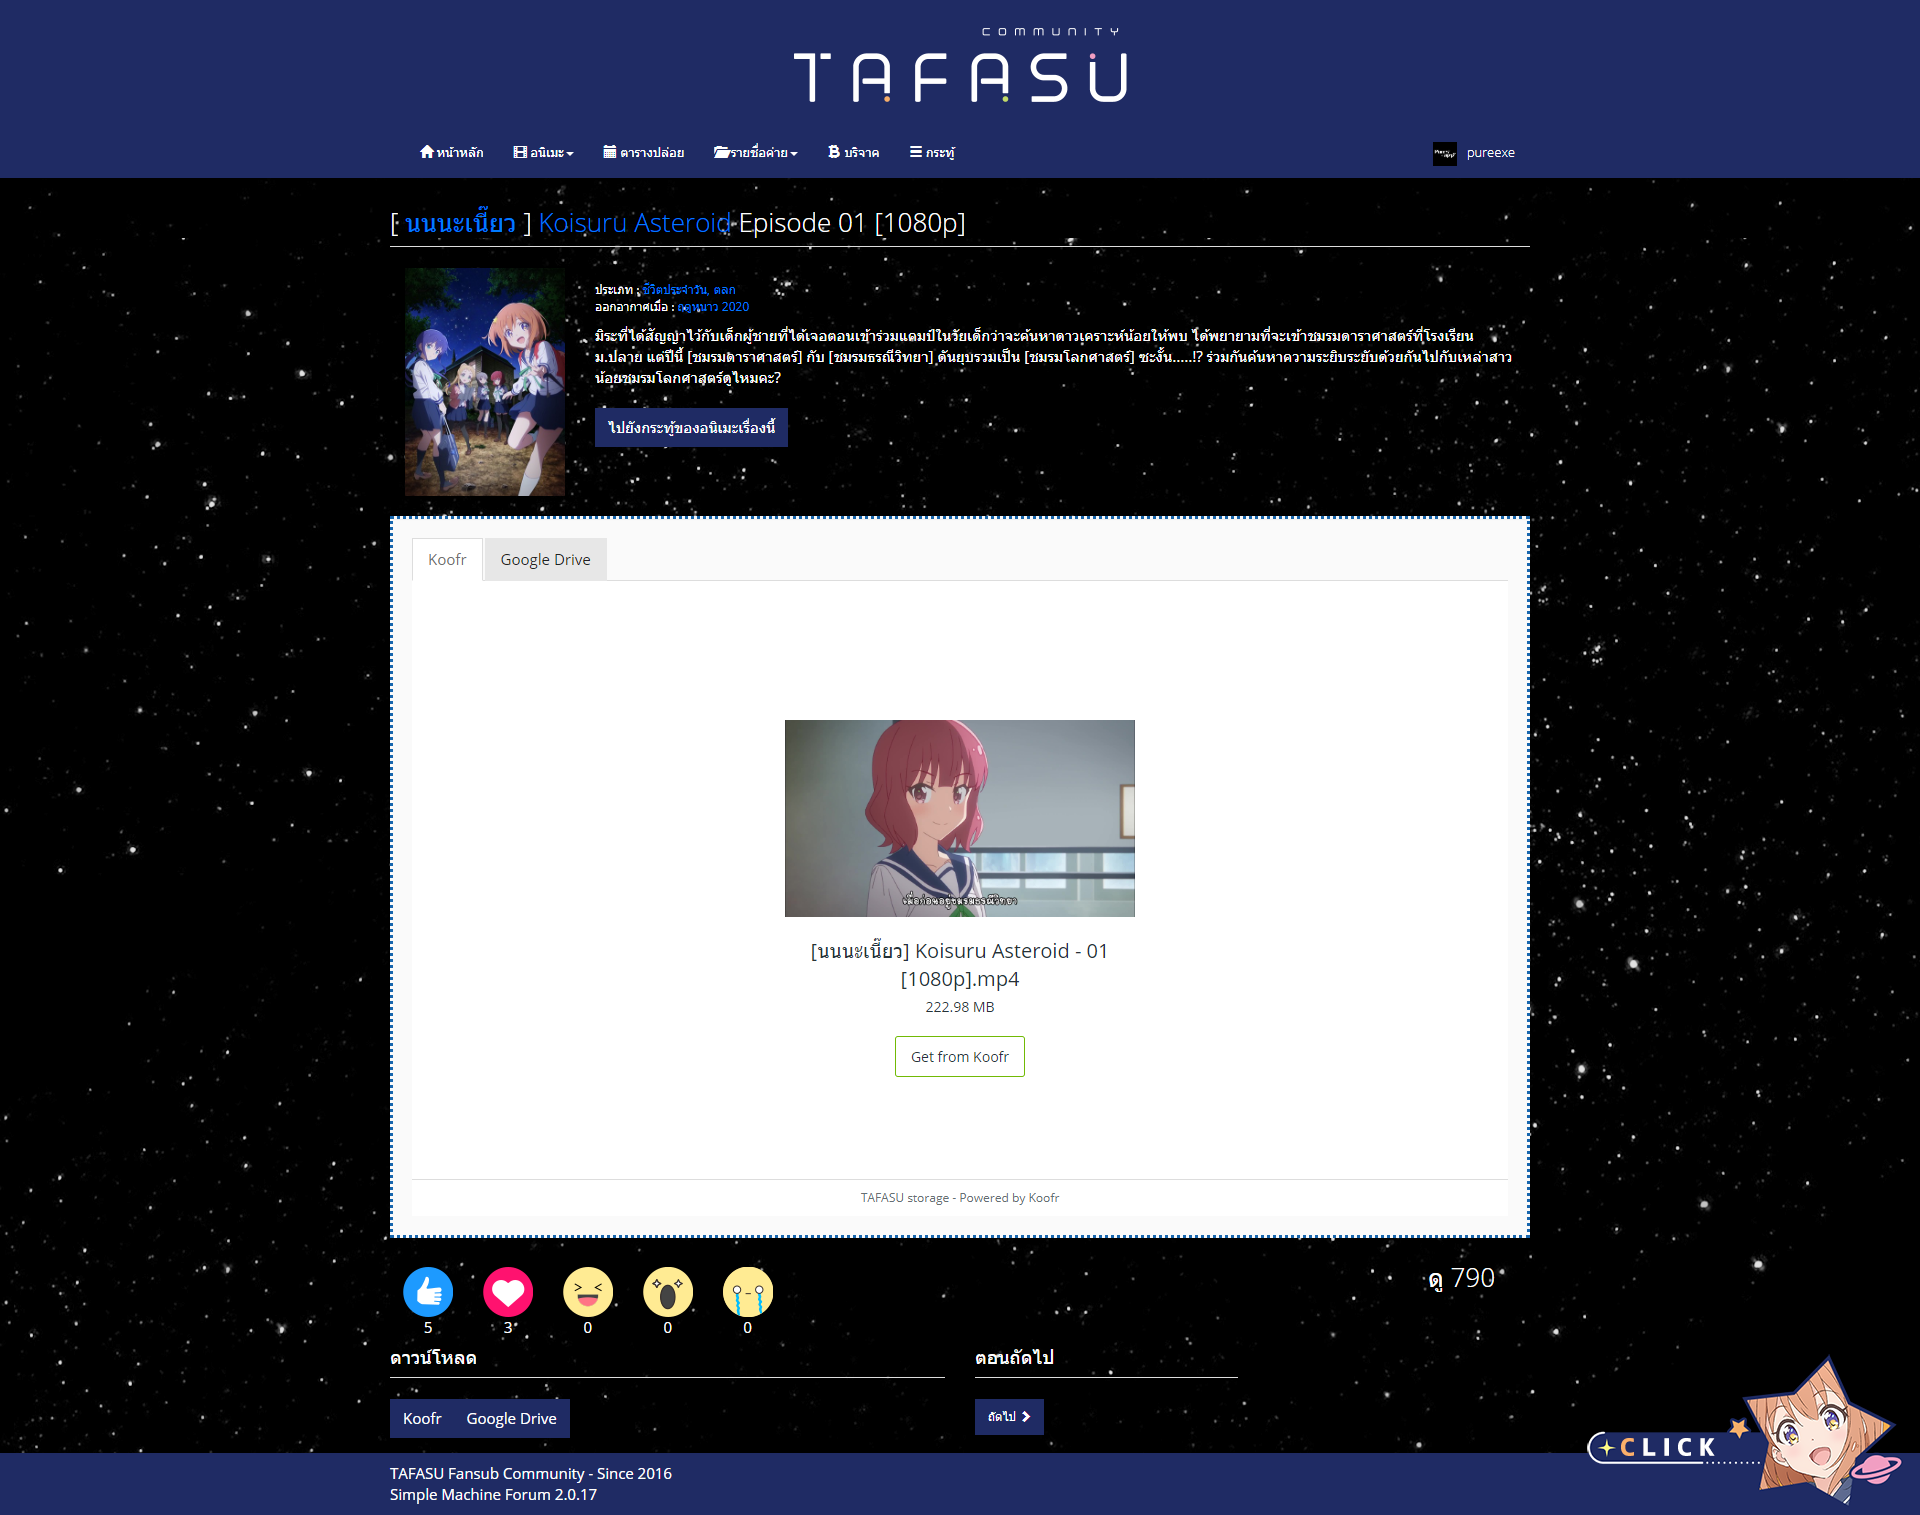 COMMUNITY
TAFASU
หน้าหลัก อนิเมะ ตารางปล่อย รายชื่อค่าย บริจาค กระทู้ pureexe
[ นนนะเนี๊ยว ] Koisuru Asteroid Episode 01 [1080p]
ประเภท : ชีวิตประจำวัน, ตลก
ออกอากาศเมื่อ : ฤดูหนาว 2020
มิระที่ได้สัญญาไว้กับเด็กผู้ชายที่ได้เจอตอนเข้าร่วมแคมป์ในวัยเด็กว่าจะค้นหาดาวเคราะห์น้อยให้พบ ได้พยายามที่จะเข้าชมรมดาราศาสตร์ที่โรงเรียน
ม.ปลาย แต่ปีนี้ [ชมรมดาราศาสตร์] กับ [ชมรมธรณีวิทยา] ดันยุบรวมเป็น [ชมรมโลกศาสตร์] ซะงั้น.....!? ร่วมกันค้นหาความระยิบระยับด้วยกันไปกับเหล่าสาว
น้อยชมรมโลกศาสตร์ดูไหมคะ?
ไปยังกระทู้ของอนิเมะเรื่องนี้
Koofr Google Drive
เมื่อก่อนอยู่ชมรมธรณีวิทยา
[นนนะเนี๊ยว] Koisuru Asteroid - 01
[1080p].mp4
222.98 MB
Get from Koofr
TAFASU storage - Powered by Koofr
ดู 790
5 3 0 0 0
ดาวน์โหลด ตอนถัดไป
Koofr Google Drive ถัดไป
CLICK
TAFASU Fansub Community - Since 2016
Simple Machine Forum 2.0.17